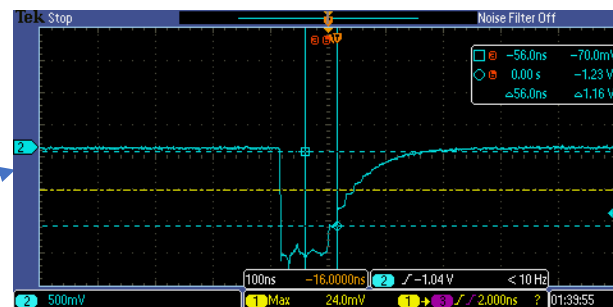 Tek Stop
Noise Filter Off
-56.0ns -70.0mV
0.00 s -1.23 V
△56.0ns △1.16 V
2
100ns -16.0000ns
2 -1.04 V < 10 Hz
2 500mV
1 Max 24.0mV
1 → 3 2.000ns ? 01:39:55